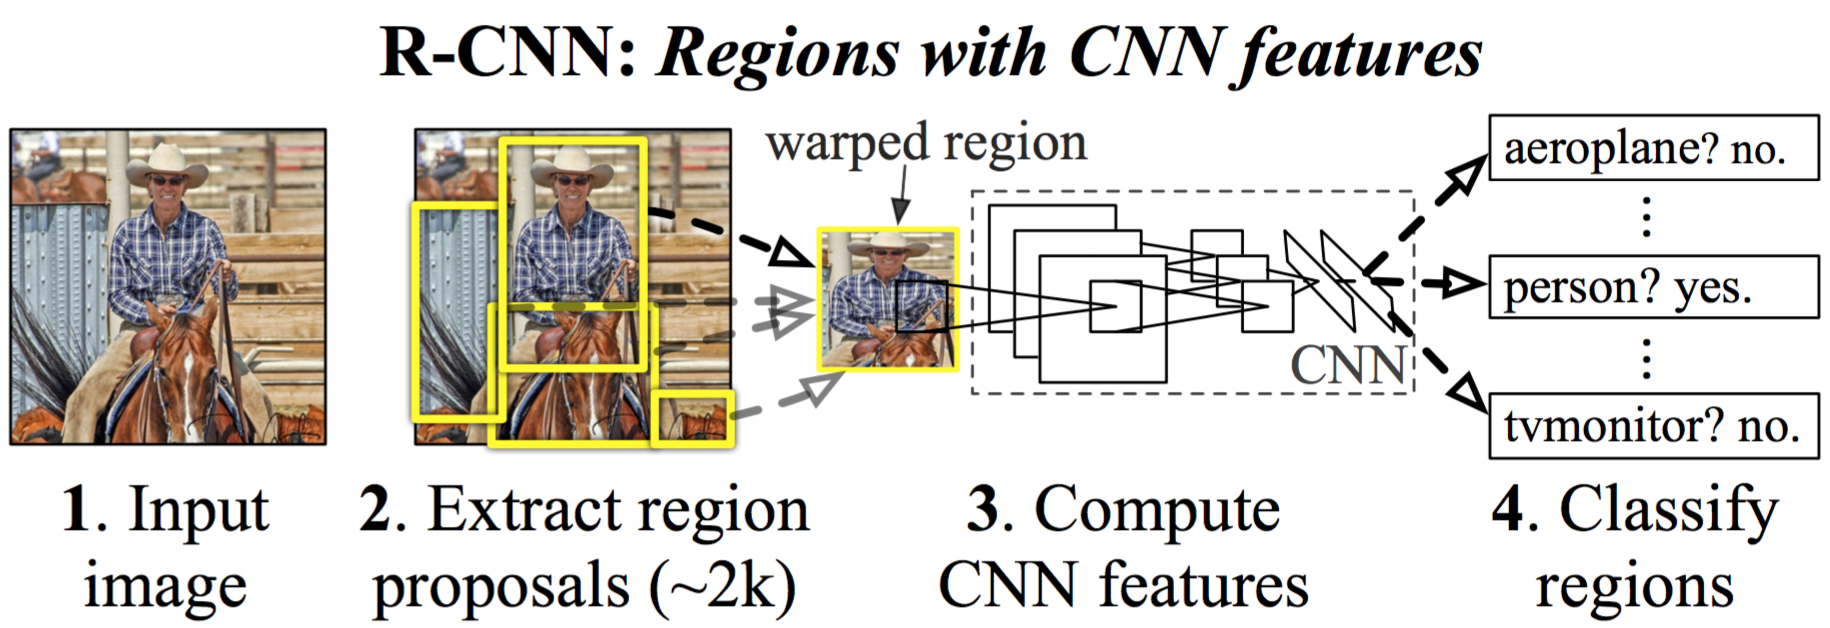 R-CNN: Regions with CNN features
warped region
aeroplane? no.
⋮
person? yes.
⋮
tvmonitor? no.
CNN
1. Input
image
2. Extract region
proposals (~2k)
3. Compute
CNN features
4. Classify
regions